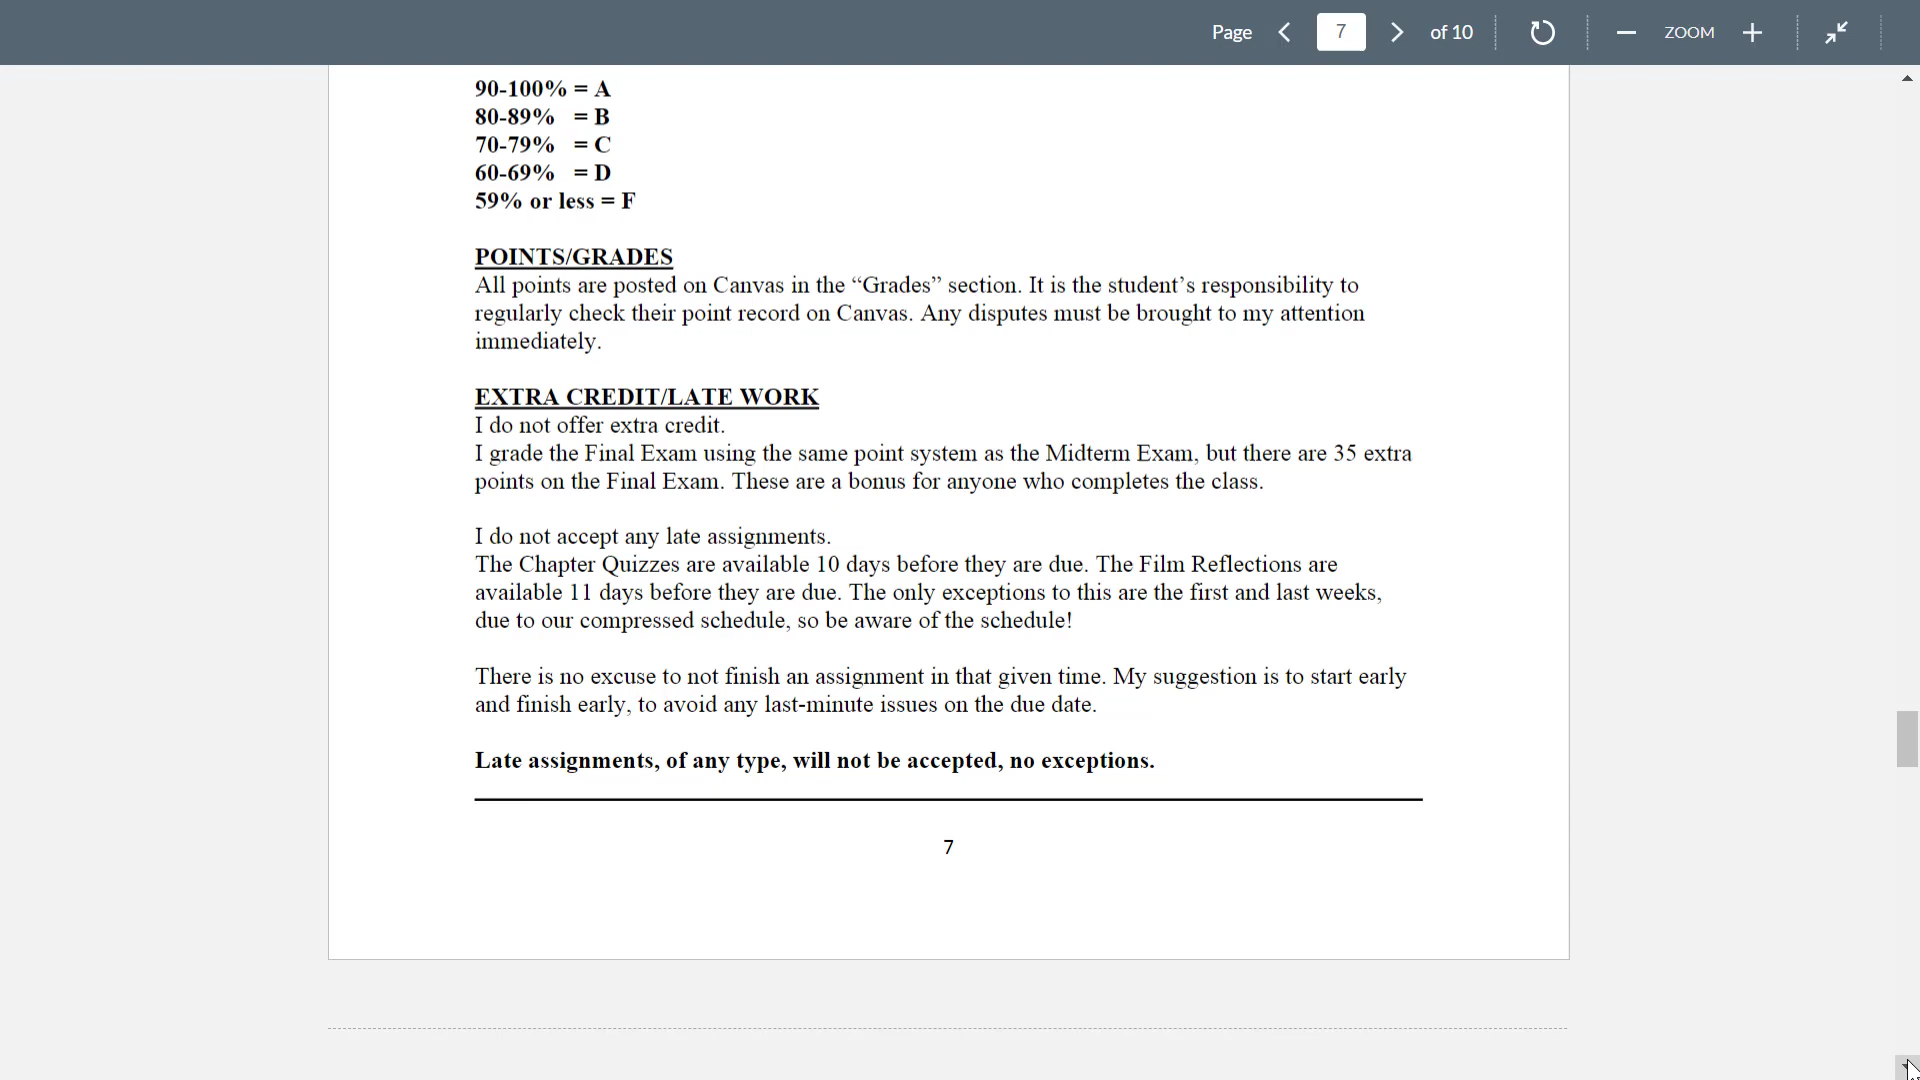 Page 7 of 10 ZOOM
90-100% = A
80-89% = B
70-79% = C
60-69% = D
59% or less = F
POINTS/GRADES
All points are posted on Canvas in the “Grades” section. It is the student’s responsibility to
regularly check their point record on Canvas. Any disputes must be brought to my attention
immediately.
EXTRA CREDIT/LATE WORK
I do not offer extra credit.
I grade the Final Exam using the same point system as the Midterm Exam, but there are 35 extra
points on the Final Exam. These are a bonus for anyone who completes the class.
I do not accept any late assignments.
The Chapter Quizzes are available 10 days before they are due. The Film Reflections are
available 11 days before they are due. The only exceptions to this are the first and last weeks,
due to our compressed schedule, so be aware of the schedule!
There is no excuse to not finish an assignment in that given time. My suggestion is to start early
and finish early, to avoid any last-minute issues on the due date.
Late assignments, of any type, will not be accepted, no exceptions.
7